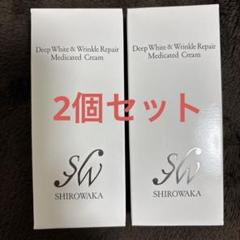 Deep White & Wrinkle Repair
Medicated Cream
Deep White & Wrinkle Repair
Medicated Cream
2個セット
SW
SHIROWAKA
SW
SHIROWAKA